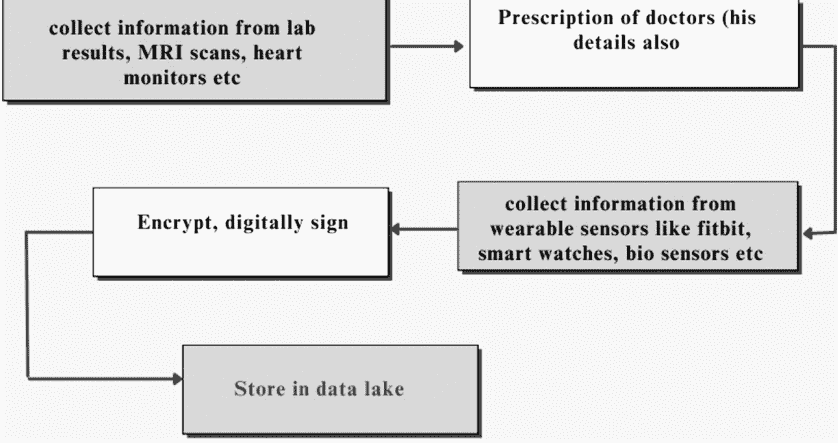 collect information from lab
results, MRI scans, heart
monitors etc
Prescription of doctors (his
details also
collect information from
wearable sensors like fitbit,
smart watches, bio sensors etc
Encrypt, digitally sign
Store in data lake